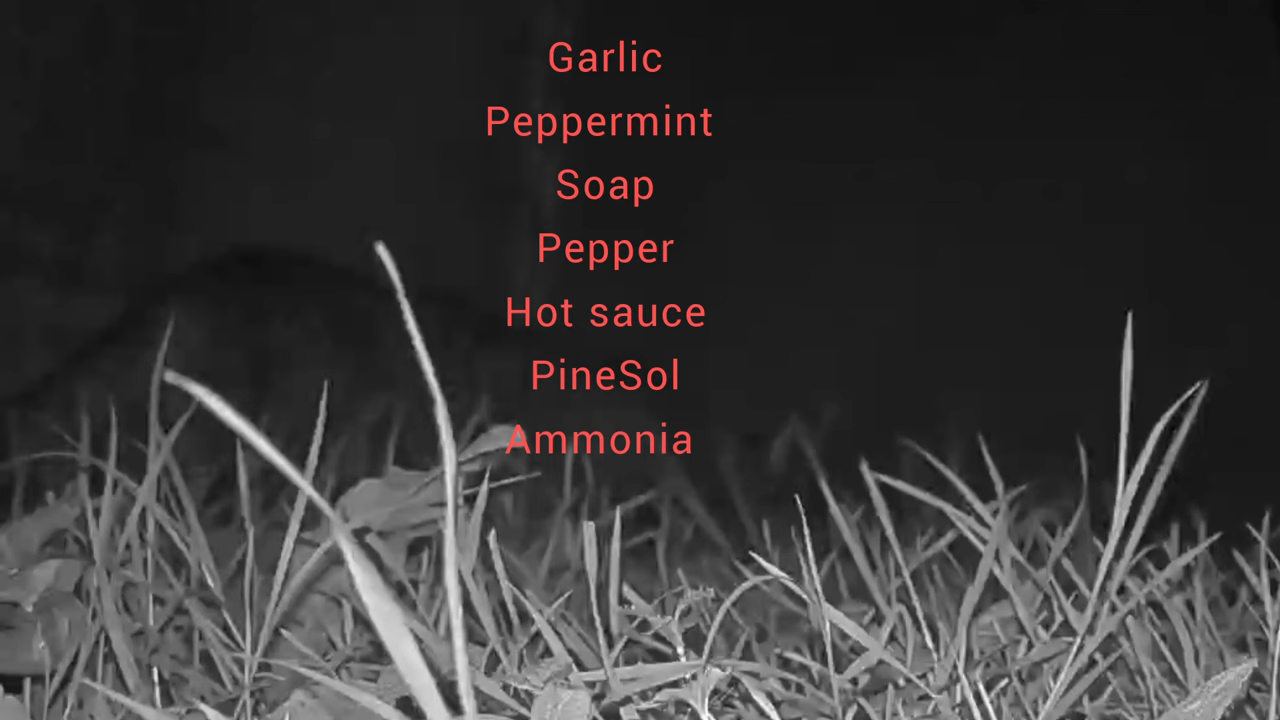 Garlic
Peppermint
Soap
Pepper
Hot sauce
PineSol
Ammonia